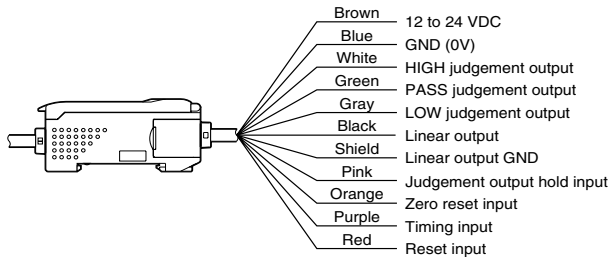 Brown 12 to 24 VDC
Blue GND (0V)
White HIGH judgement output
Green PASS judgement output
Gray LOW judgement output
Black Linear output
Shield Linear output GND
Pink Judgement output hold input
Orange Zero reset input
Purple Timing input
Red Reset input